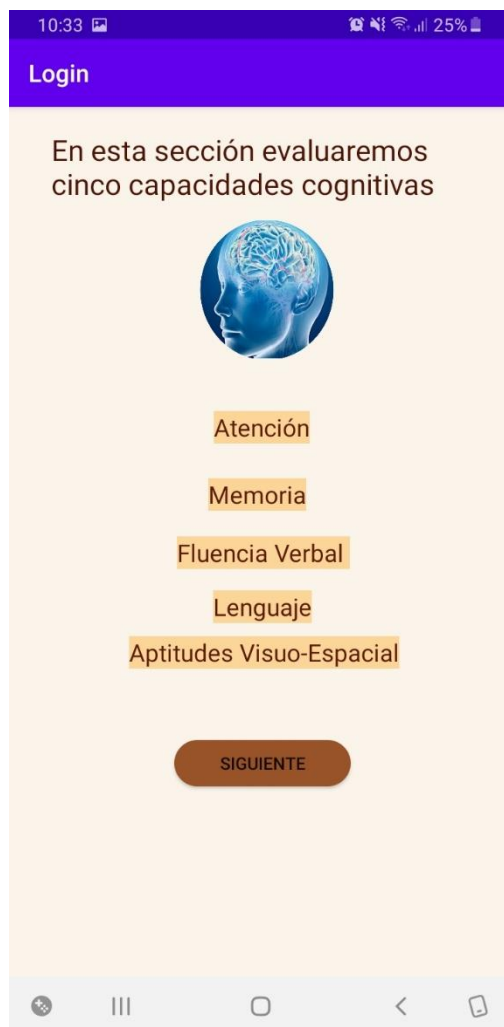 10:33 25%
Login
En esta sección evaluaremos
cinco capacidades cognitivas
Atención
Memoria
Fluencia Verbal
Lenguaje
Aptitudes Visuo-Espacial
SIGUIENTE